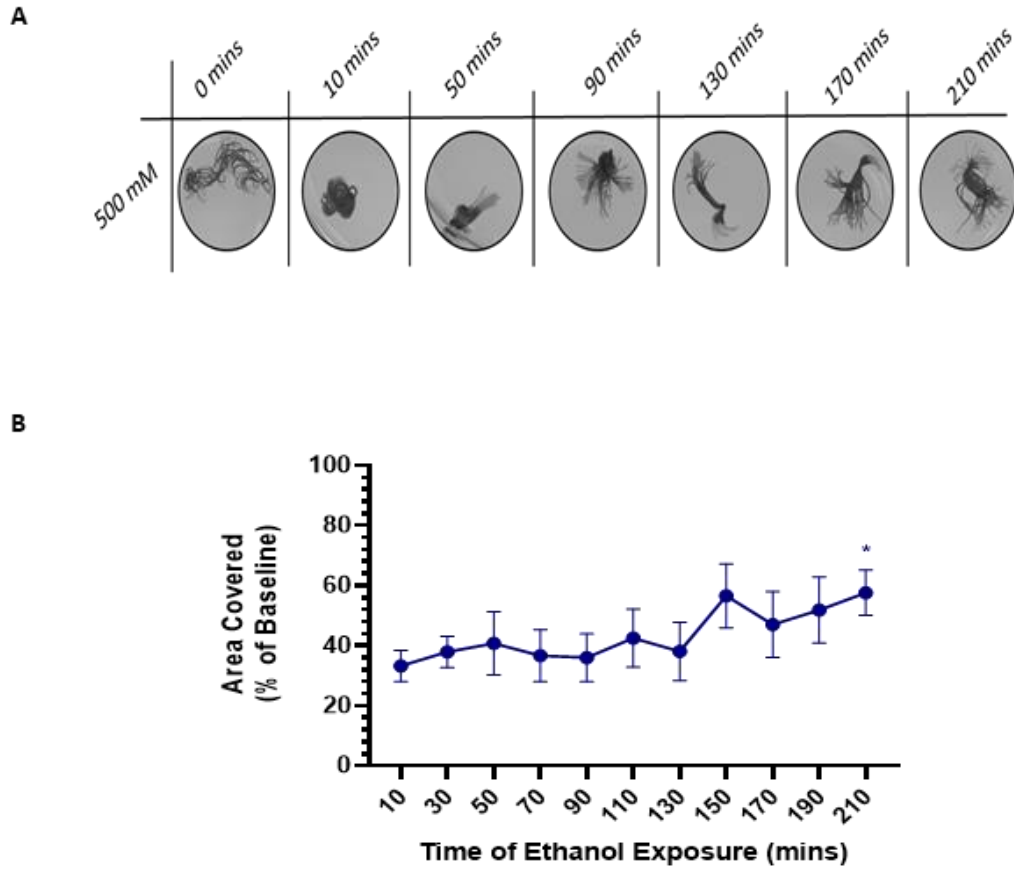 A
0 mins 10 mins 50 mins 90 mins 130 mins 170 mins 210 mins
500 mM
B
100
80
60
40
20
0
Area Covered
(% of Baseline)
*
10 30 50 70 90 110 130 150 170 190 210
Time of Ethanol Exposure (mins)